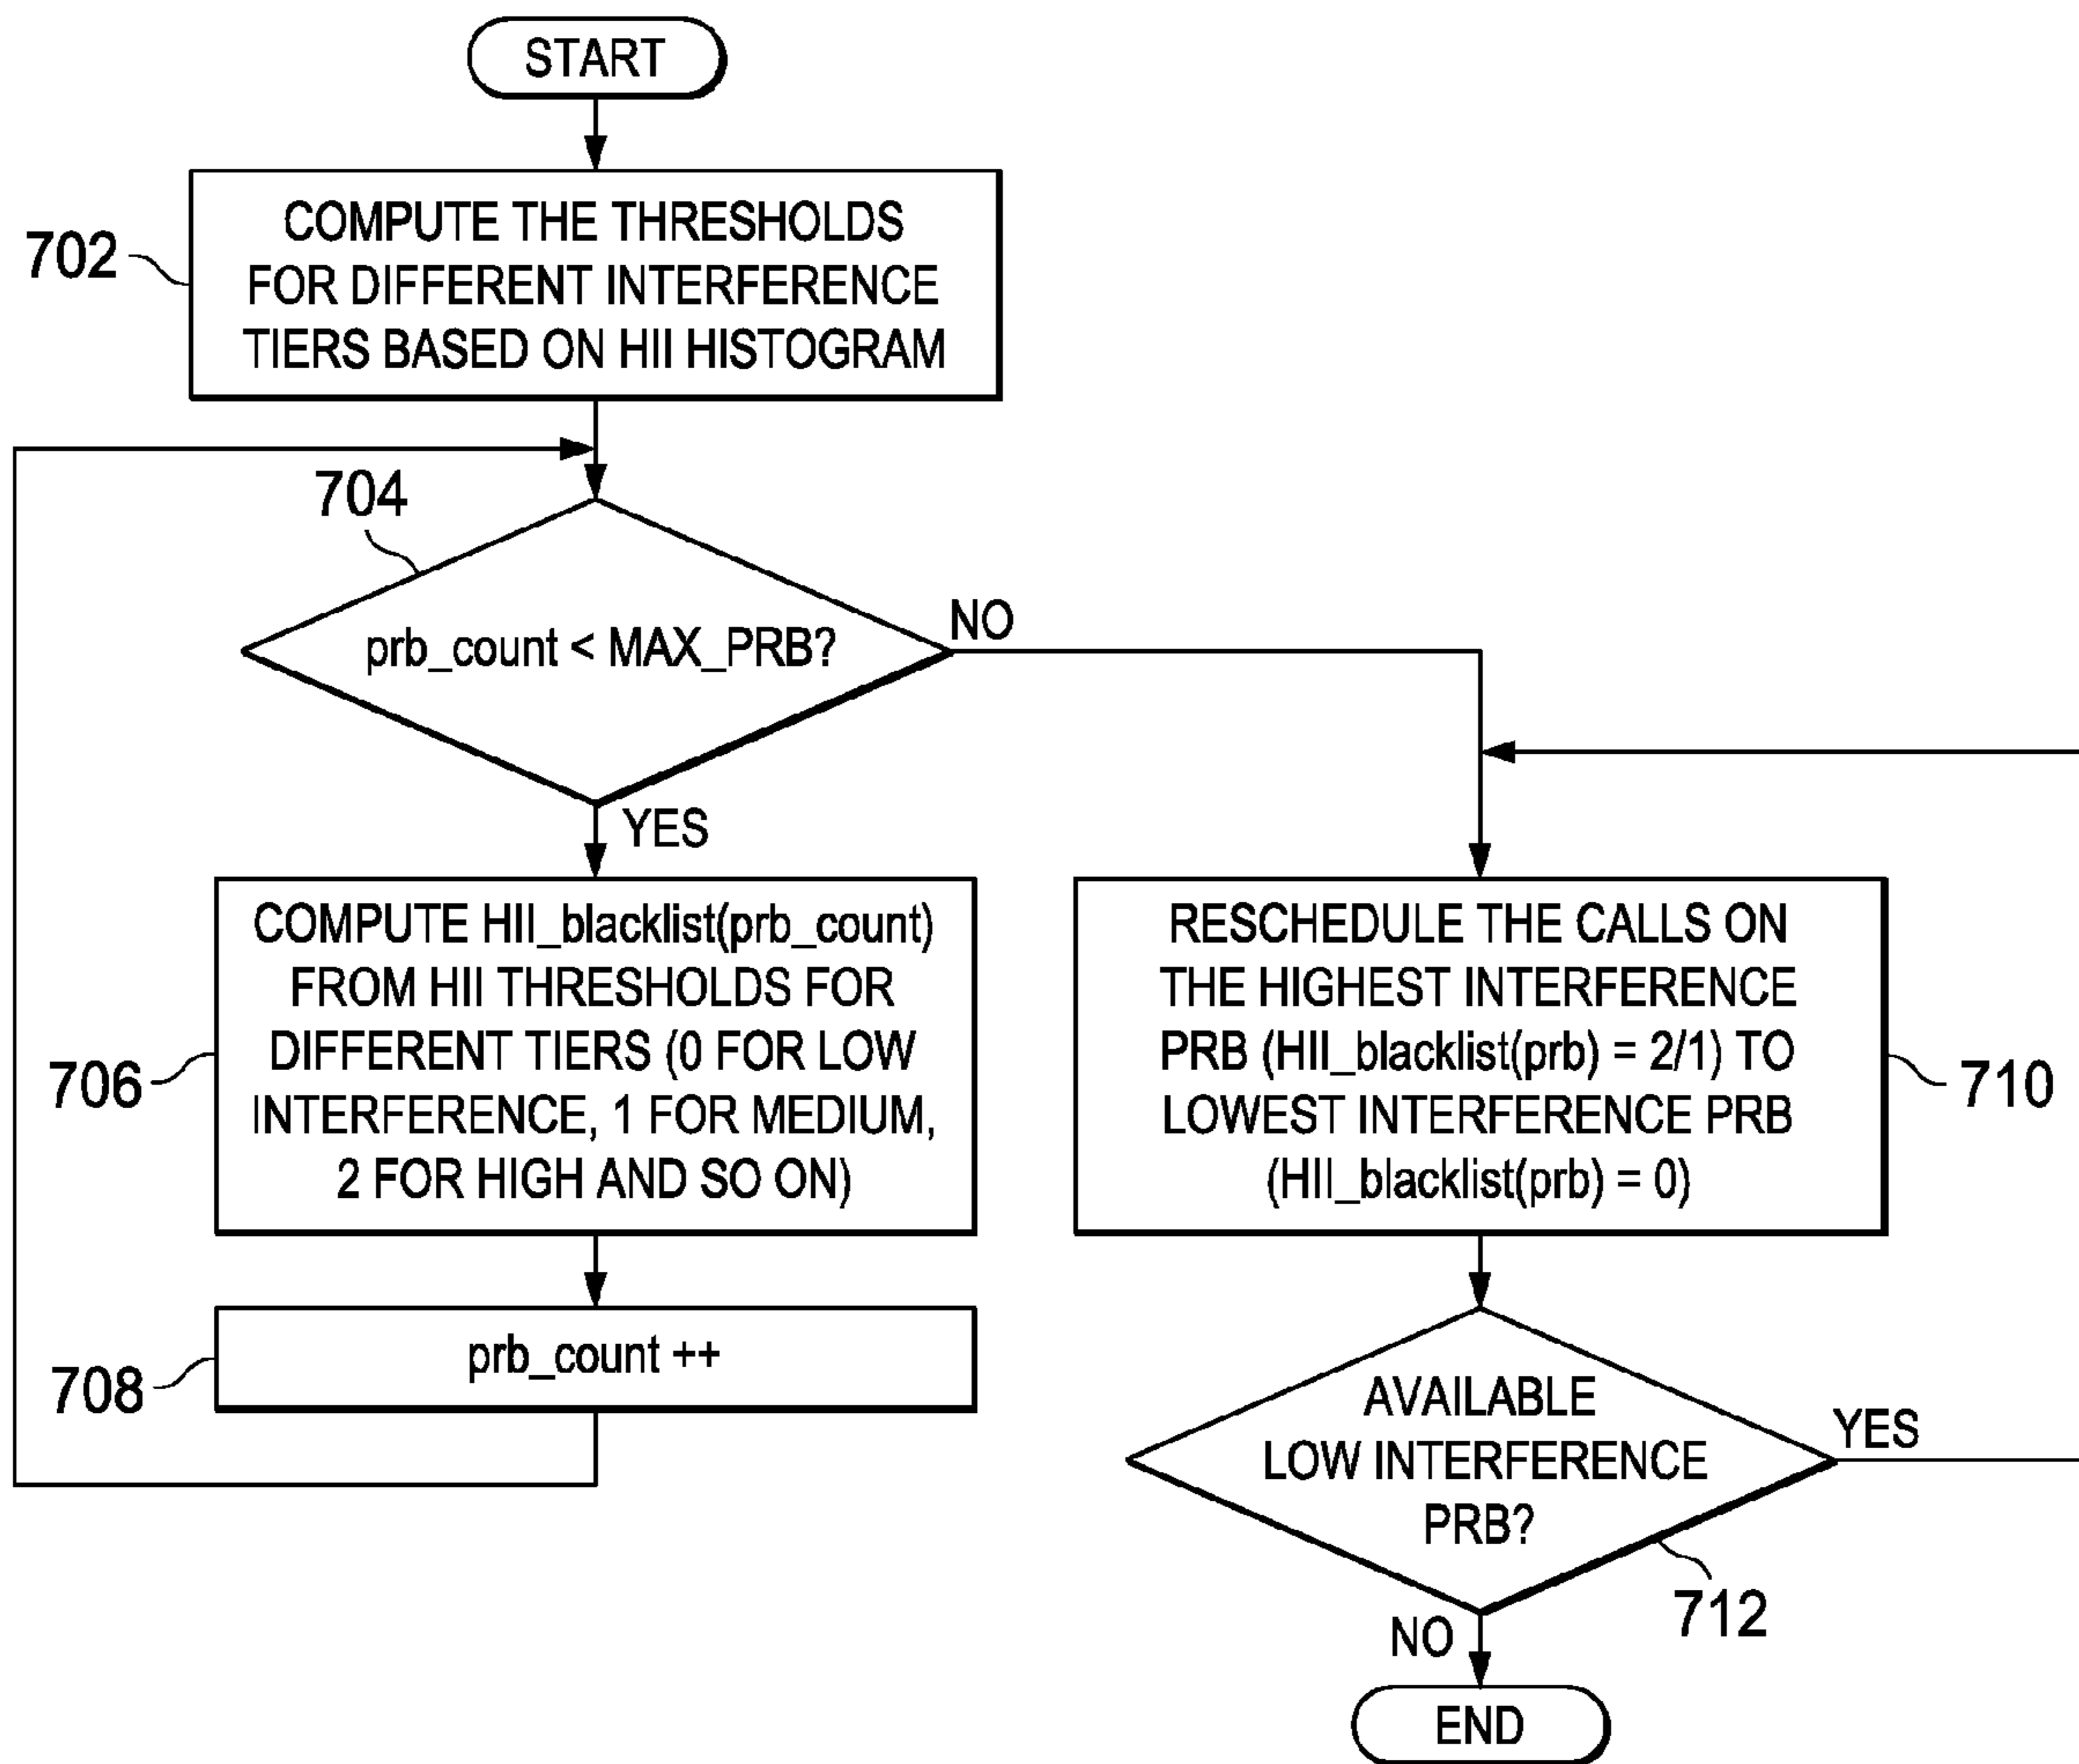 START
702
COMPUTE THE THRESHOLDS
FOR DIFFERENT INTERFERENCE
TIERS BASED ON HII HISTOGRAM
704
prb_count < MAX_PRB?
NO
YES
706
COMPUTE HII_blacklist(prb_count)
FROM HII THRESHOLDS FOR
DIFFERENT TIERS (0 FOR LOW
INTERFERENCE, 1 FOR MEDIUM,
2 FOR HIGH AND SO ON)
708
prb_count ++
RESCHEDULE THE CALLS ON
THE HIGHEST INTERFERENCE
PRB (HII_blacklist(prb) = 2/1) TO
LOWEST INTERFERENCE PRB
(HII_blacklist(prb) = 0)
710
AVAILABLE
LOW INTERFERENCE
PRB?
YES
712
NO
END